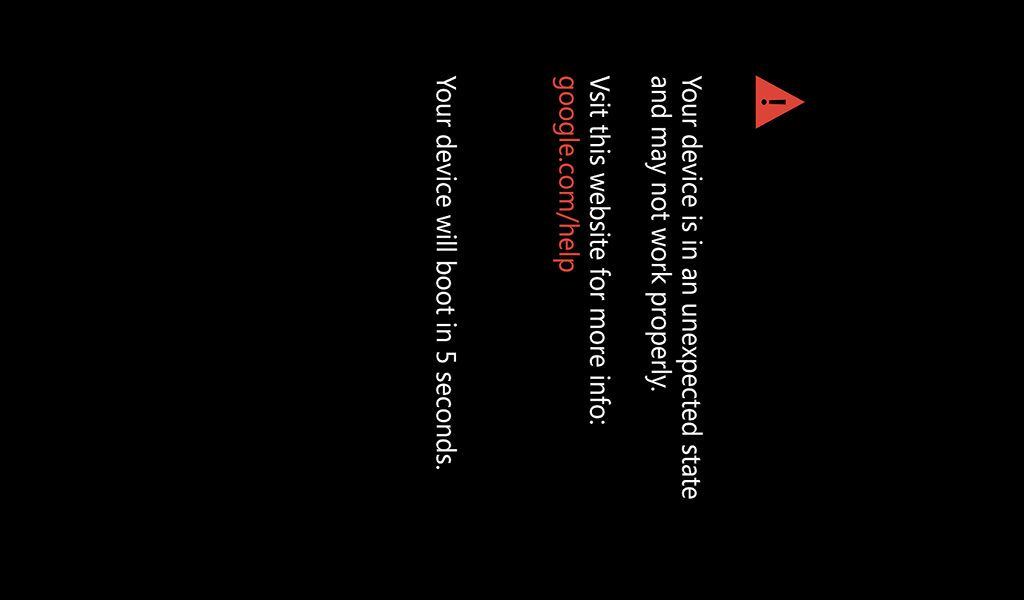 Your device is in an unexpected state
and may not work properly.
Vsit this website for more info:
google.com/help
Your device will boot in 5 seconds.